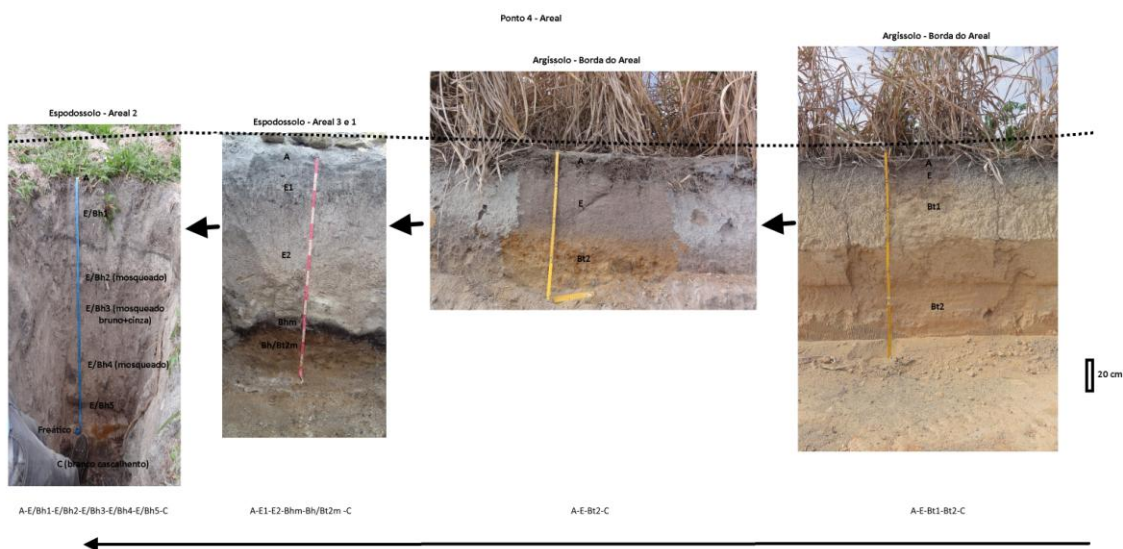 Ponto 4 - Areal
Argissolo - Borda do Areal
Argissolo - Borda do Areal
Espodossolo - Areal 2
Espodossolo - Areal 3 e 1
A
E/Bh1
E/Bh2 (mosqueado)
E/Bh3 (mosqueado
bruno+cinza)
E/Bh4 (mosqueado)
E/Bh5
Freático
C (branco cascalhento)
A
E1
E2
Bhm
Bh/Bt2m
A
E
Bt2
A
E
Bt1
Bt2
20 cm
A-E/Bh1-E/Bh2-E/Bh3-E/Bh4-E/Bh5-C
A-E1-E2-Bhm-Bh/Bt2m -C
A-E-Bt2-C
A-E-Bt1-Bt2-C